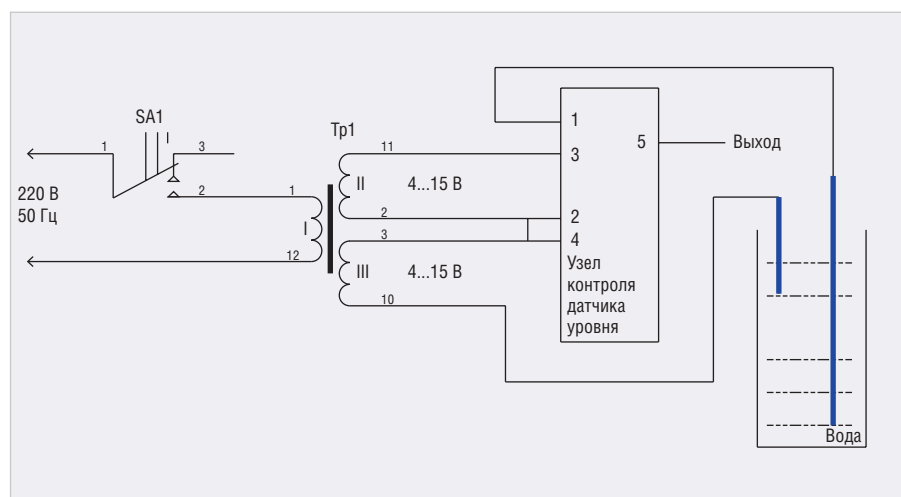 SA1
1
3
2
220 В
50 Гц
Тр1
1
12
I
11
II
4...15 В
2
3
III
4...15 В
10
1
3
5
2
4
Узел
контроля
датчика
уровня
Выход
Вода